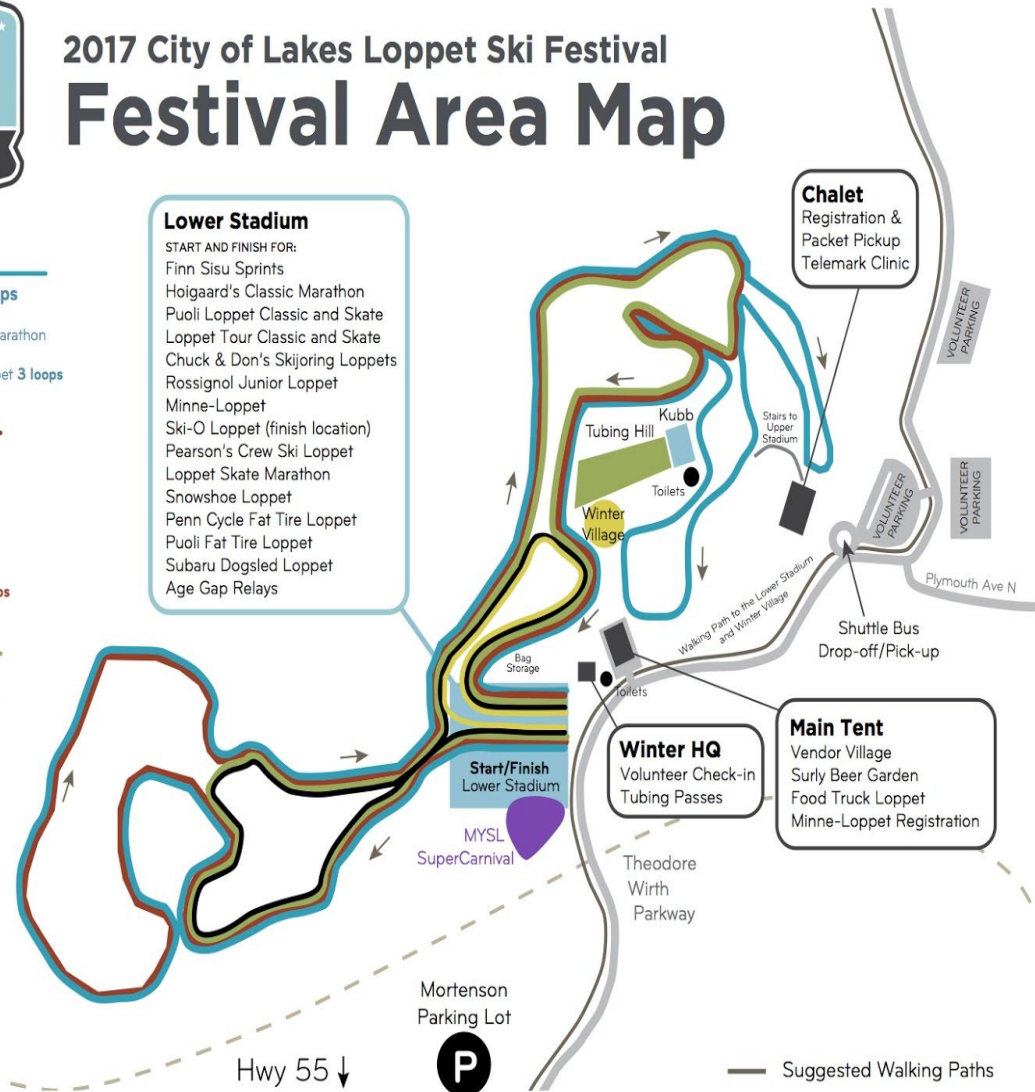 2017 City of Lakes Loppet Ski Festival
Festival Area Map
Lower Stadium
START AND FINISH FOR:
Finn Sisu Sprints
Hoigaard's Classic Marathon
Puoli Loppet Classic and Skate
Loppet Tour Classic and Skate
Chuck & Don's Skijoring Loppets
Rossignol Junior Loppet
Minne-Loppet
Ski-O Loppet (finish location)
Pearson's Crew Ski Loppet
Loppet Skate Marathon
Snowshoe Loppet
Penn Cycle Fat Tire Loppet
Puoli Fat Tire Loppet
Subaru Dogsled Loppet
Age Gap Relays
Chalet
Registration &
Packet Pickup
Telemark Clinic
ps
arathon
et 3 loops
VOLUNTEER
PARKING
Kubb
Tubing Hill
Stairs to
Upper
Stadium
Toilets
Winter
Village
VOLUNTEER
PARKING
VOLUNTEER
PARKING
Plymouth Ave N
Walking Path to the Lower Stadium
and Winter Village
Shuttle Bus
Drop-off/Pick-up
Bag
Storage
Toilets
Winter HQ
Volunteer Check-in
Tubing Passes
Main Tent
Vendor Village
Surly Beer Garden
Food Truck Loppet
Minne-Loppet Registration
Start/Finish
Lower Stadium
MYSL
SuperCarnival
Theodore
Wirth
Parkway
Mortenson
Parking Lot
P
Hwy 55
Suggested Walking Paths